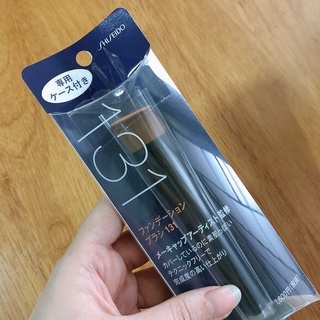 SHISEIDO
専用
ケース付き
131
ファンデーション
ブラシ 131
メーキャップアーティスト監修
カバーしているのに素肌っぽい
テクニックフリーで
完成度の高い仕上がり